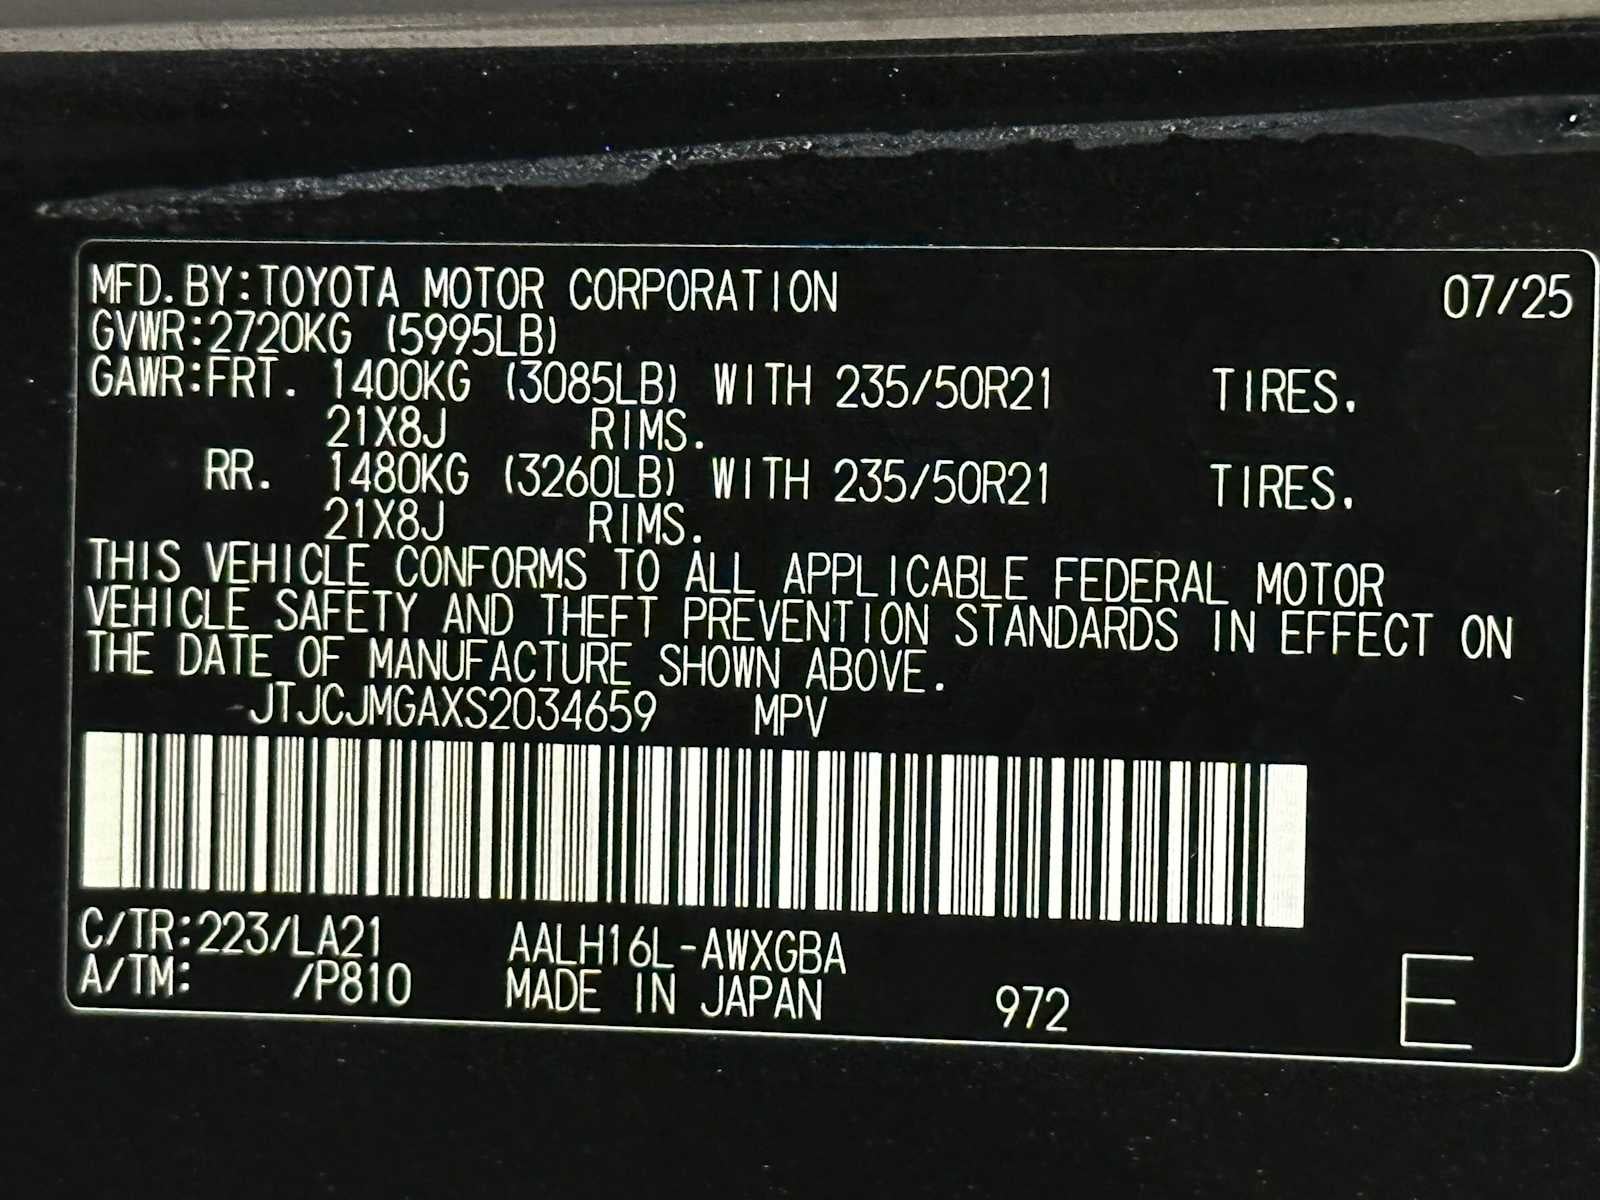 MFD.BY:TOYOTA MOTOR CORPORATION 07/25
GVWR:2720KG (5995LB)
GAWR:FRT. 1400KG (3085LB) WITH 235/50R21 TIRES.
21X8J RIMS.
RR. 1480KG (3260LB) WITH 235/50R21 TIRES.
21X8J RIMS.
THIS VEHICLE CONFORMS TO ALL APPLICABLE FEDERAL MOTOR
VEHICLE SAFETY AND THEFT PREVENTION STANDARDS IN EFFECT ON
THE DATE OF MANUFACTURE SHOWN ABOVE.
JTJCJMGAXS2034659 MPV
C/TR:223/LA21 AALH16L-AWXGBA
A/TM: /P810 MADE IN JAPAN 972 E